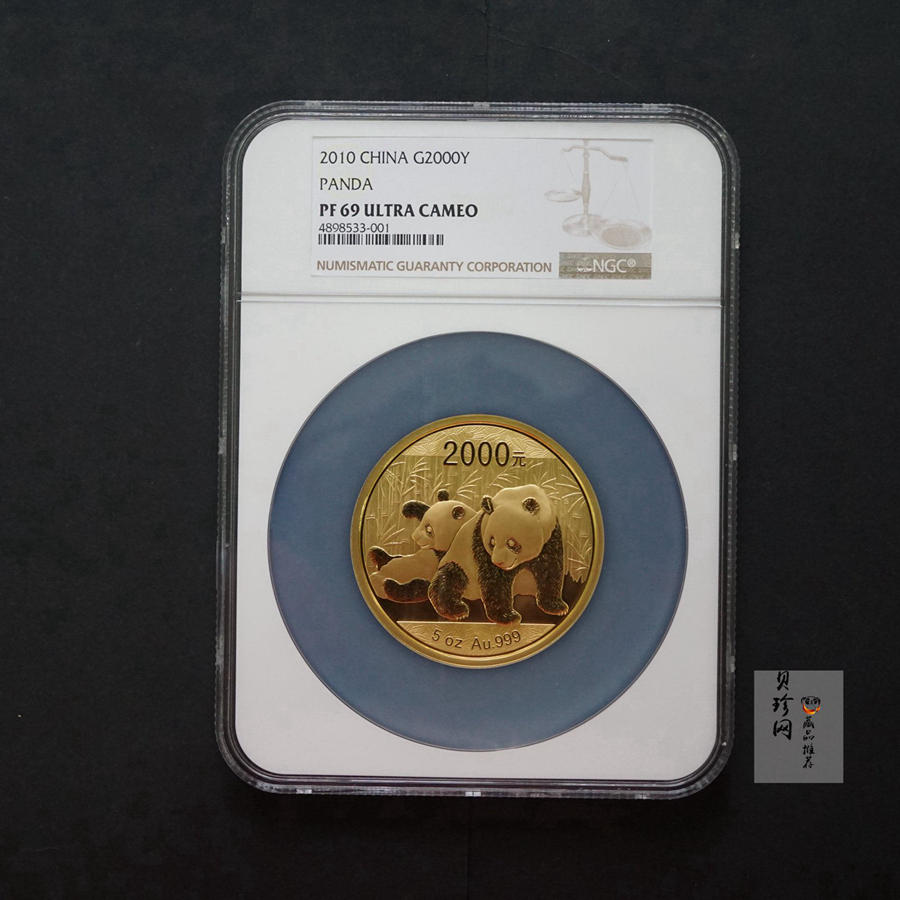 2010 CHINA G2000Y
PANDA
PF 69 ULTRA CAMEO
4898533-001
NUMISMATIC GUARANTY CORPORATION
NGC®
2000元
5 oz Au.999
贝珍网
藏品推荐